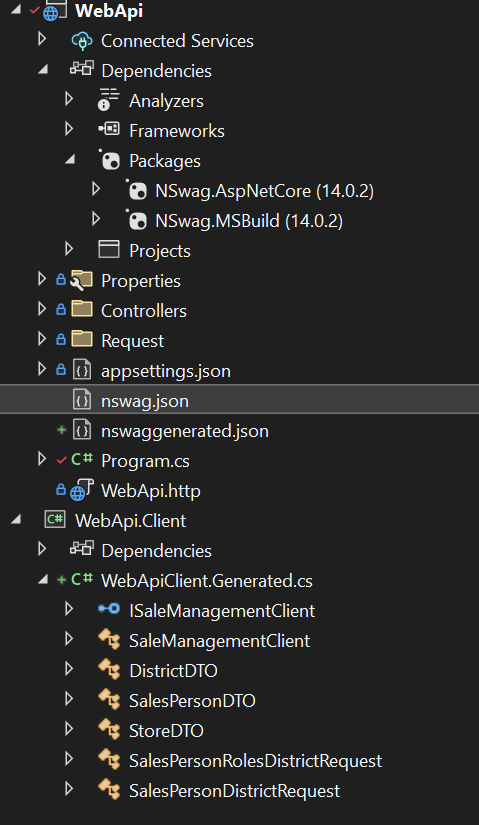 WebApi
Connected Services
Dependencies
Analyzers
Frameworks
Packages
NSwag.AspNetCore (14.0.2)
NSwag.MSBuild (14.0.2)
Projects
Properties
Controllers
Request
appsettings.json
nswag.json
nswaggenerated.json
C# Program.cs
WebApi.http
C# WebApi.Client
Dependencies
C# WebApiClient.Generated.cs
ISaleManagementClient
SaleManagementClient
DistrictDTO
SalesPersonDTO
StoreDTO
SalesPersonRolesDistrictRequest
SalesPersonDistrictRequest